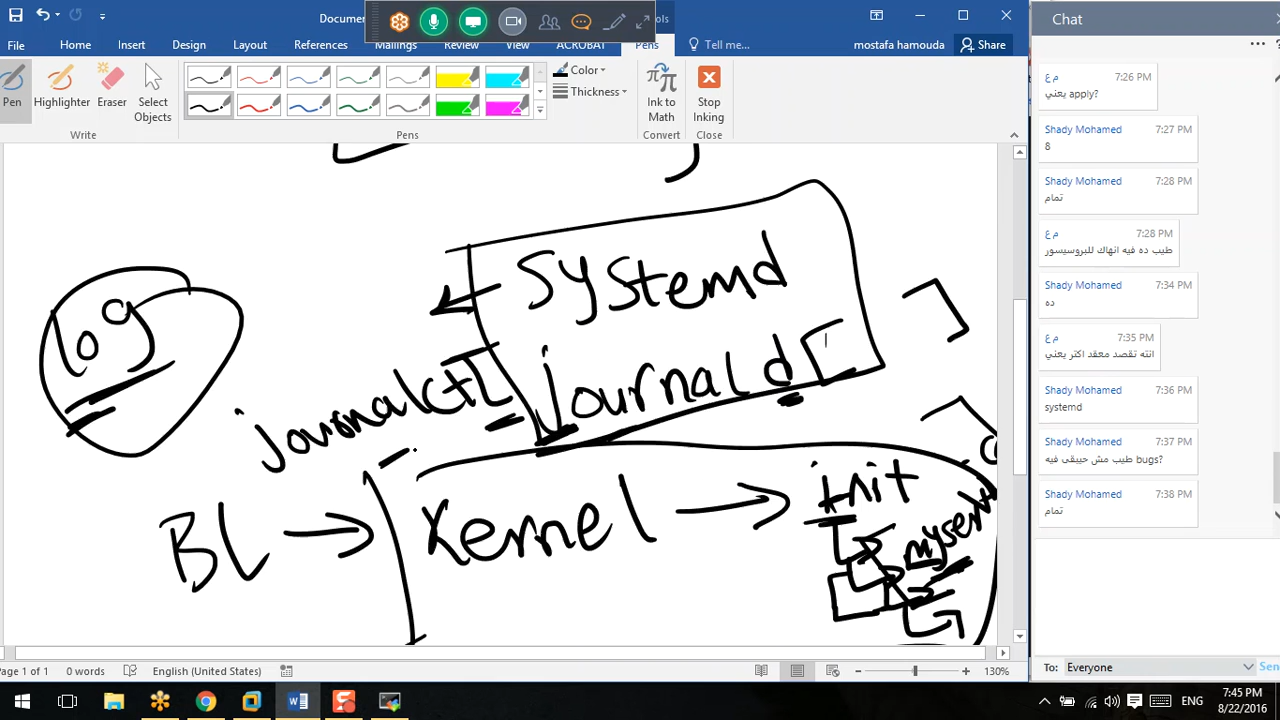 Docume
ols
mostafa hamouda
Share
File
Home
Insert
Design
References
Mailings
Review
View
ACROBAT
Pens
Tell me...
Pen
Highlighter
Eraser
Select Objects
Color
Thickness
Ink to Math
Stop Inking
Write
Pens
Convert
Close
Systemd
log
journald
journalctl
BL
Kernel
init
myserv
Page 1 of 1
0 words
English (United States)
130%
Chat
م ع 7:26 PM
يعني apply?
Shady Mohamed 7:27 PM
8
Shady Mohamed 7:28 PM
تمام
م ع 7:28 PM
طيب ده فيه انهاك للبروسيسور
Shady Mohamed 7:34 PM
ده
م ع 7:35 PM
انته تقصد معقد اكتر يعني
Shady Mohamed 7:36 PM
systemd
Shady Mohamed 7:37 PM
طيب مش حيبقى فيه bugs?
Shady Mohamed 7:38 PM
تمام
To: Everyone
Sen
ENG
7:45 PM
8/22/2016